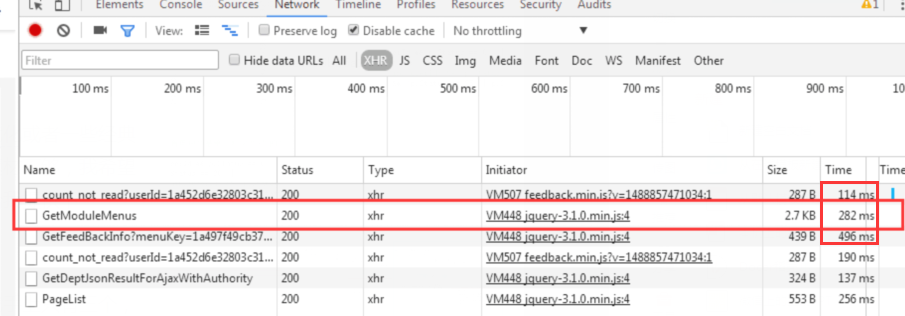 Elements Console Sources Network Timeline Profiles Resources Security Audits 1
View: Preserve log Disable cache No throttling
Filter Hide data URLs All XHR JS CSS Img Media Font Doc WS Manifest Other
100 ms 200 ms 300 ms 400 ms 500 ms 600 ms 700 ms 800 ms 900 ms 10
Name Status Type Initiator Size Time Time
count_not_read?userId=1a452d6e32803c31... 200 xhr VM507 feedback.min.js?v=1488857471034:1 287 B 114 ms
GetModuleMenus 200 xhr VM448 jquery-3.1.0.min.js:4 2.7 KB 282 ms
GetFeedBackInfo?menuKey=1a497f49cb37... 200 xhr VM448 jquery-3.1.0.min.js:4 439 B 496 ms
count_not_read?userId=1a452d6e32803c31... 200 xhr VM507 feedback.min.js?v=1488857471034:1 287 B 190 ms
GetDeptJsonResultForAjaxWithAuthority 200 xhr VM448 jquery-3.1.0.min.js:4 324 B 137 ms
PageList 200 xhr VM448 jquery-3.1.0.min.js:4 553 B 256 ms